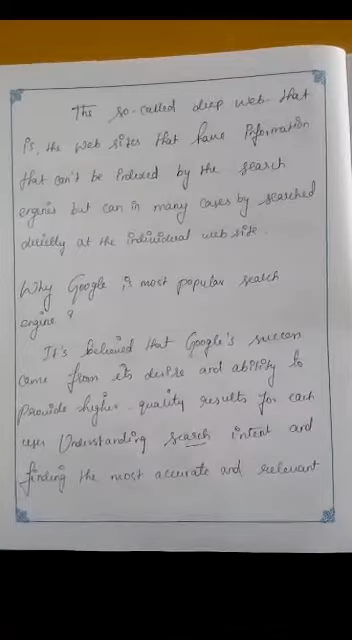 The so-called deep web that
is, the web sites that have Information
that can't be Indexed by the search
engines but can in many cases by searched
directly at the individual web site.
Why Google is most popular search
engine?
It's believed that Google's success
came from its desire and ability to
Provide higher quality results for each
user Understanding search intent and
finding the most accurate and relevant